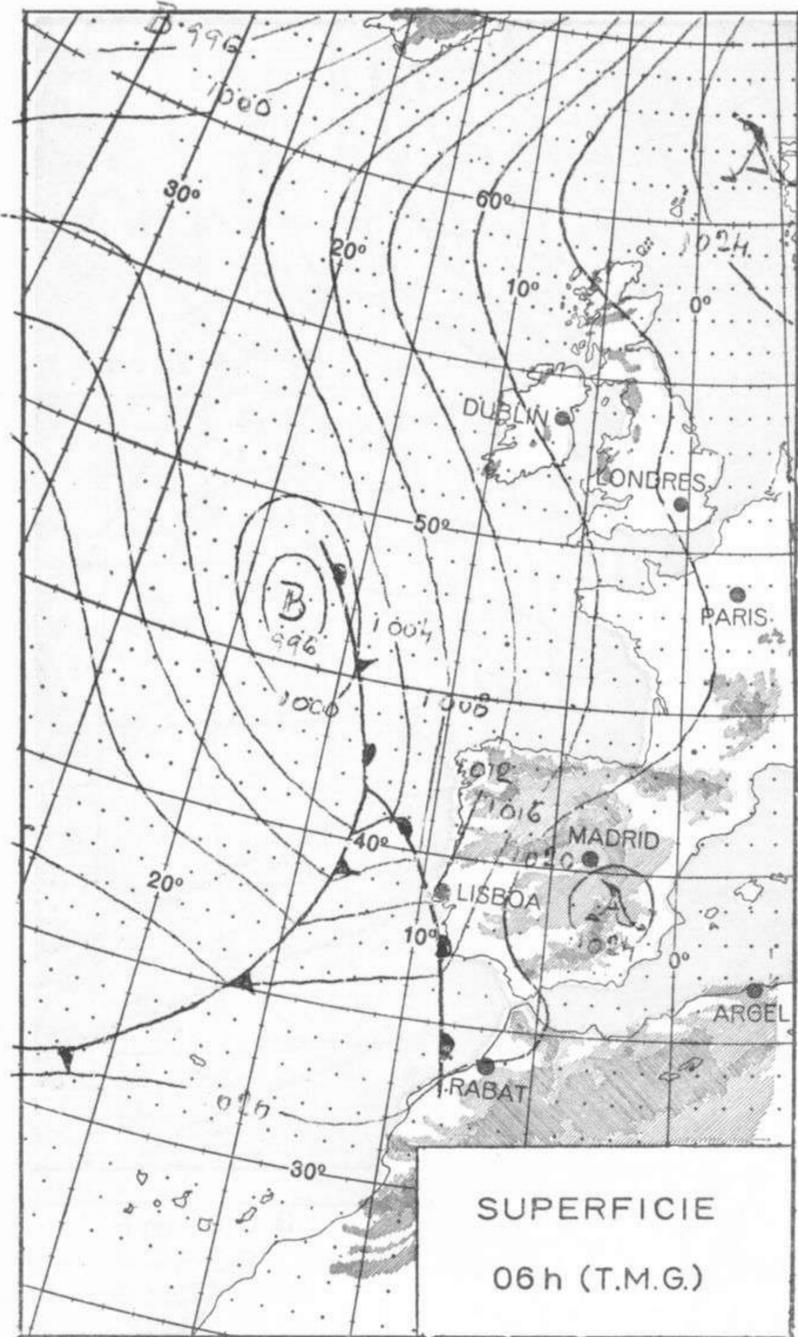 B 996
1000
30°
20°
60°
10°
0°
1024
DUBLIN
LONDRES
50°
PARIS
B
996
1004
1000
1008
1012
1016
MADRID
1020
40°
20°
LISBOA
A
1024
10°
0°
ARGEL
RABAT
30°
SUPERFICIE
06h (T.M.G.)